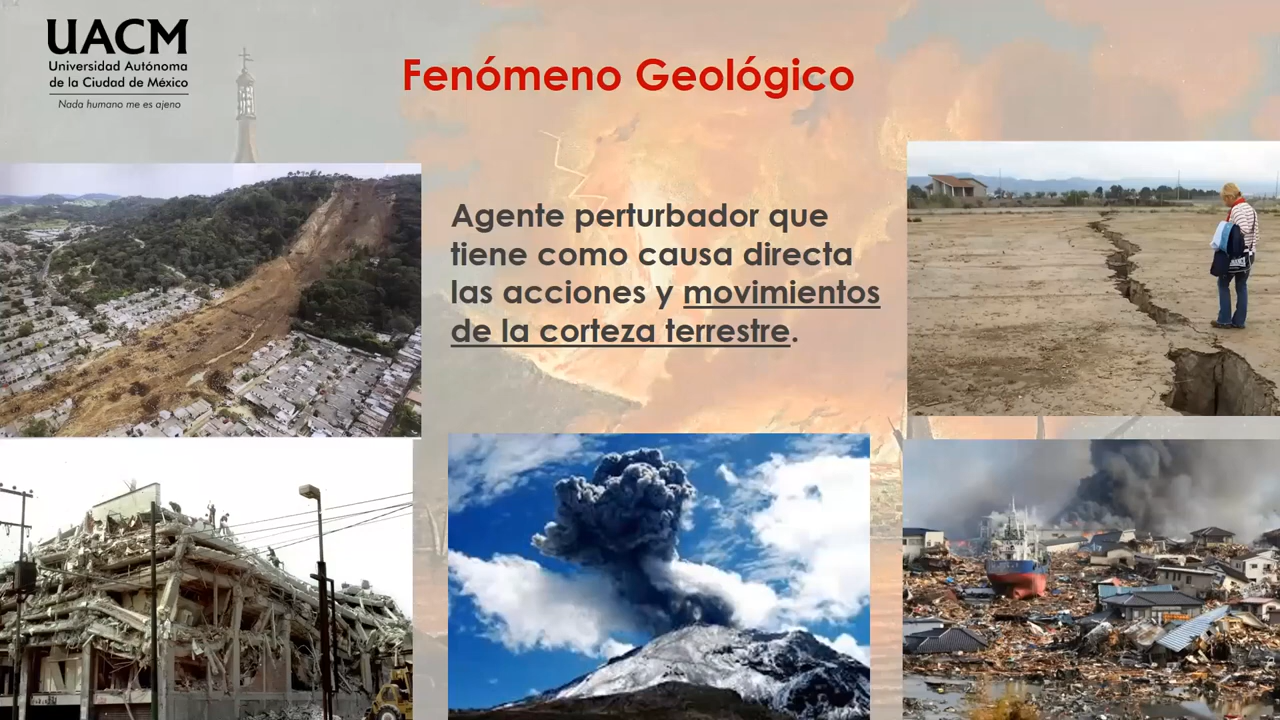 UACM
Universidad Autónoma
de la Ciudad de México
Nada humano me es ajeno
Fenómeno Geológico
Agente perturbador que
tiene como causa directa
las acciones y movimientos
de la corteza terrestre.